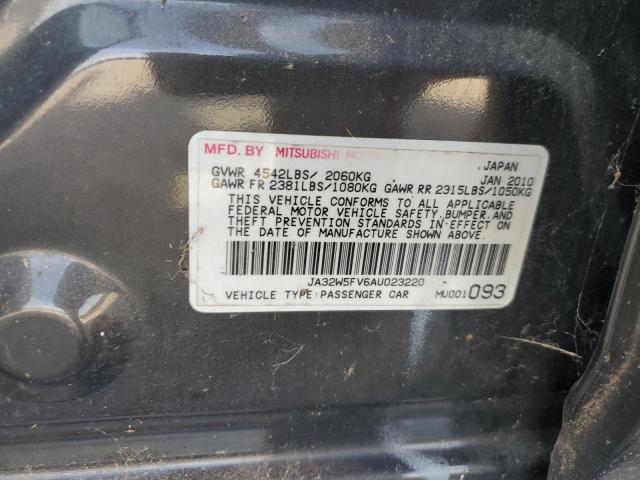 MFD. BY MITSUBISHI MOTORS
JAPAN
GVWR 4542LBS/ 2060KG JAN 2010
GAWR FR 2381LBS/1080KG GAWR RR 2315LBS/1050KG
THIS VEHICLE CONFORMS TO ALL APPLICABLE
FEDERAL MOTOR VEHICLE SAFETY, BUMPER, AND
THEFT PREVENTION STANDARDS IN EFFECT ON
THE DATE OF MANUFACTURE SHOWN ABOVE.
JA32W5FV6AU023220
VEHICLE TYPE:PASSENGER CAR MU001093